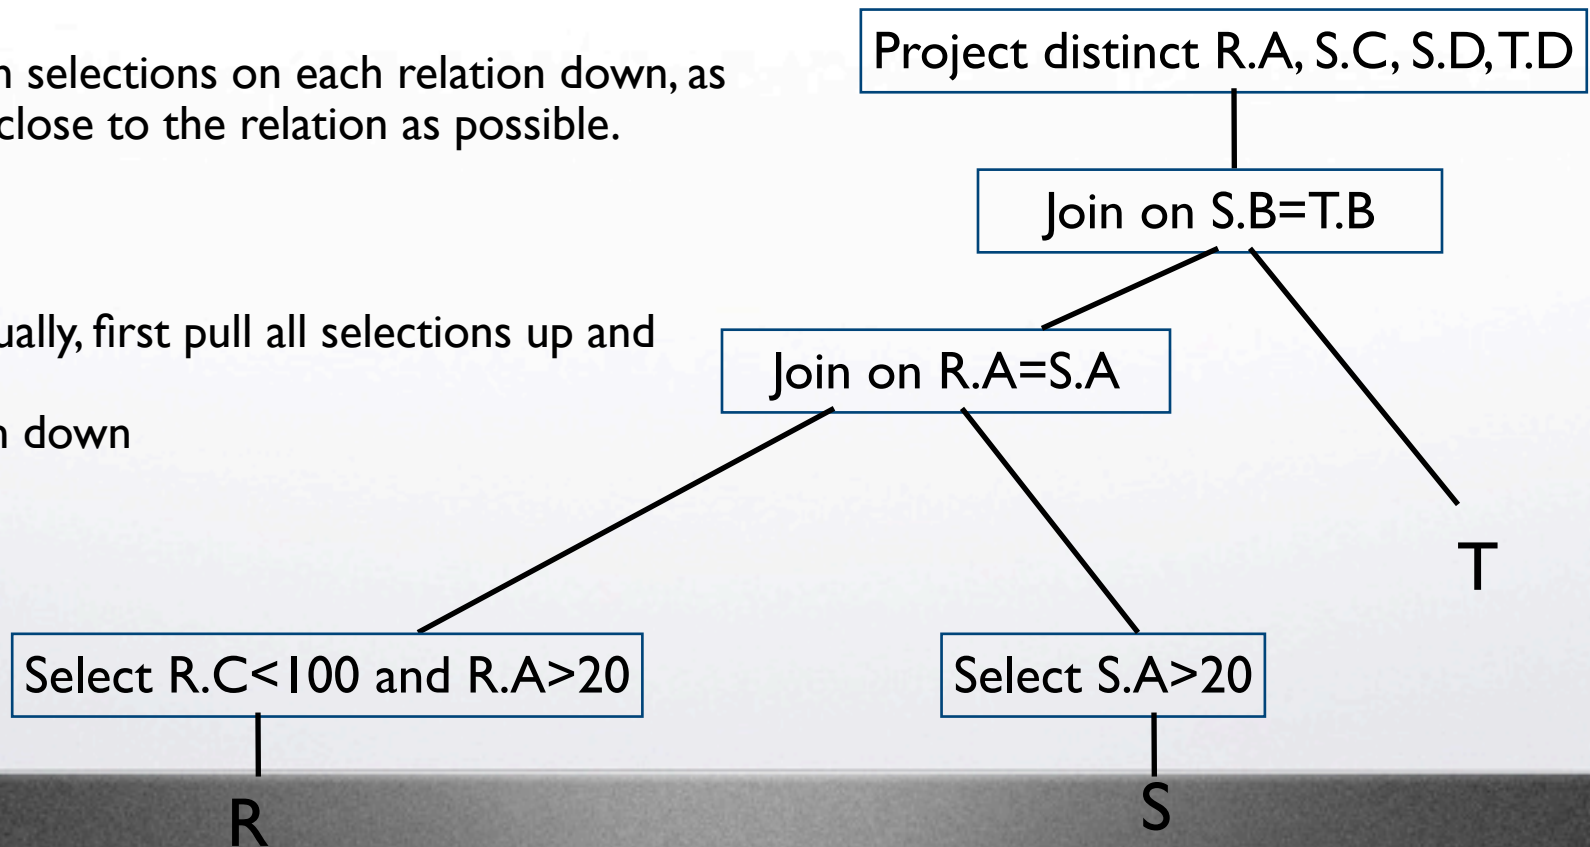 Project distinct R.A, S.C, S.D, T.D
selections on each relation down, as
close to the relation as possible.
Join on S.B=T.B
first pull all selections up and
Join on R.A=S.A
down
T
Select R.C<100 and R.A>20
Select S.A>20
R
S